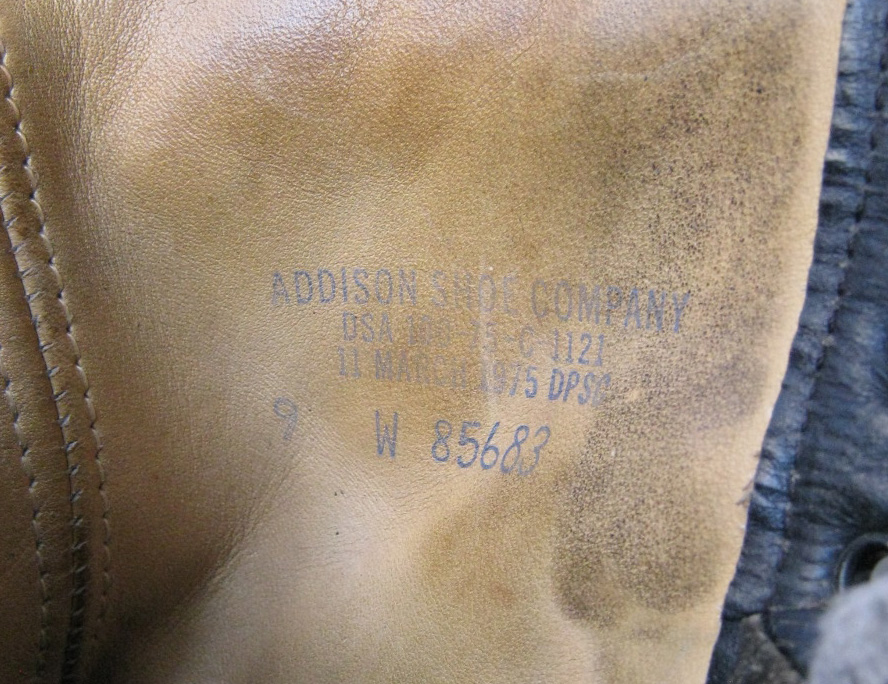 ADDISON SHOE COMPANY
DSA 100-75-C-1121
11 MARCH 1975 DPSC
9 W 85683